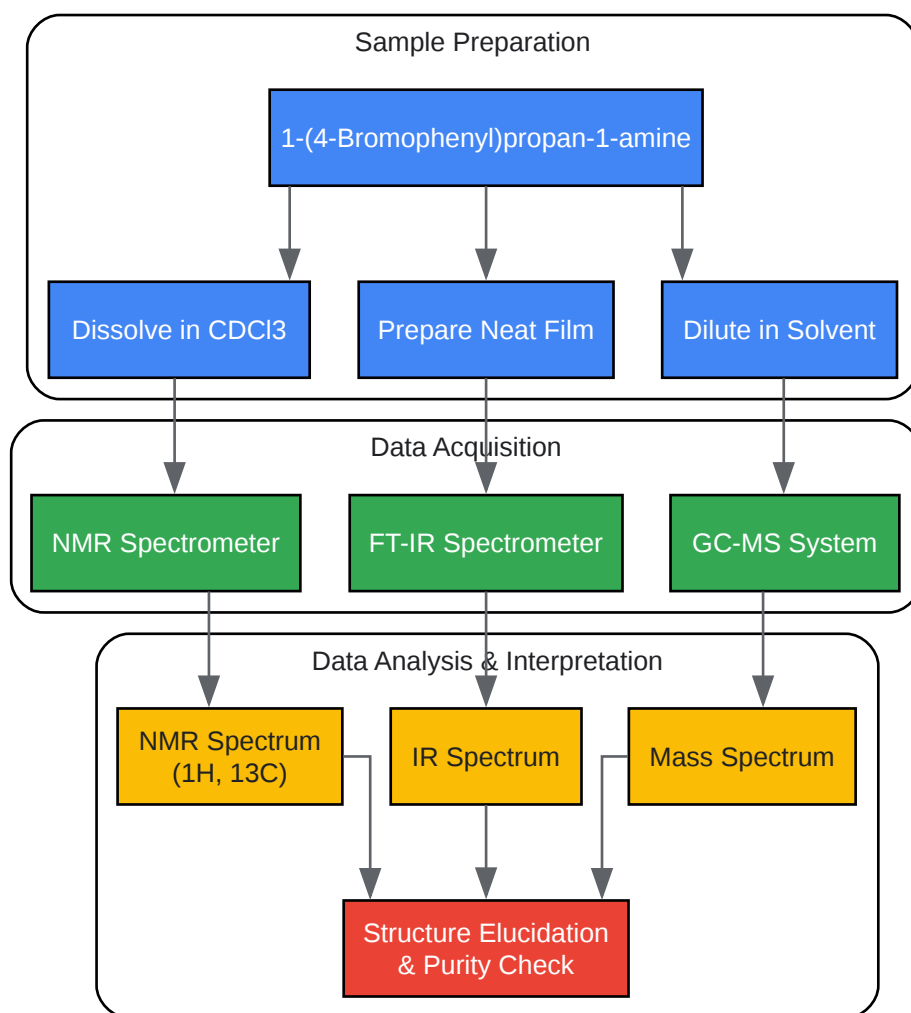 Sample Preparation
1-(4-Bromophenyl)propan-1-amine
Dissolve in CDCl3
Prepare Neat Film
Dilute in Solvent
Data Acquisition
NMR Spectrometer
FT-IR Spectrometer
GC-MS System
Data Analysis & Interpretation
NMR Spectrum
(1H, 13C)
IR Spectrum
Mass Spectrum
Structure Elucidation
& Purity Check